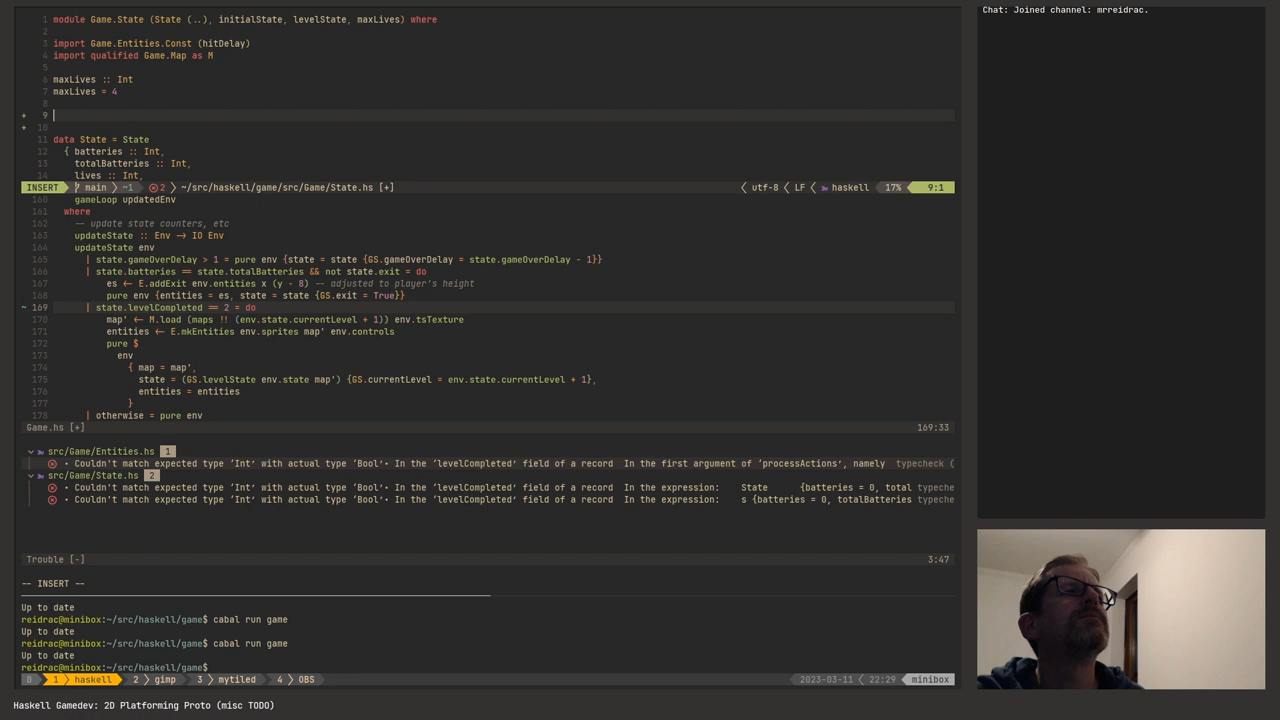 1 module Game.State (State (..), initialState, levelState, maxLives) where
2
3 import Game.Entities.Const (hitDelay)
4 import qualified Game.Map as M
5
6 maxLives :: Int
7 maxLives = 4
8
+ 9
+ 10
11 data State = State
12 { batteries :: Int,
13 totalBatteries :: Int,
14 lives :: Int,
INSERT main ~1 2 ~/src/haskell/game/src/Game/State.hs [+] utf-8 LF haskell 17% 9:1
160 gameLoop updatedEnv
161 where
162 -- update state counters, etc
163 updateState :: Env -> IO Env
164 updateState env
165 | state.gameOverDelay > 1 = pure env {state = state {GS.gameOverDelay = state.gameOverDelay - 1}}
166 | state.batteries == state.totalBatteries && not state.exit = do
167 es <- E.addExit env.entities x (y - 8) -- adjusted to player's height
168 pure env {entities = es, state = state {GS.exit = True}}
~ 169 | state.levelCompleted == 2 = do
170 map' <- M.load (maps !! (env.state.currentLevel + 1)) env.tsTexture
171 entities <- E.mkEntities env.sprites map' env.controls
172 pure $
173 env
174 { map = map',
175 state = (GS.levelState env.state map') {GS.currentLevel = env.state.currentLevel + 1},
176 entities = entities
177 }
178 | otherwise = pure env
Game.hs [+] 169:33
src/Game/Entities.hs 1
• Couldn't match expected type ‘Int’ with actual type ‘Bool’• In the ‘levelCompleted’ field of a record In the first argument of ‘processActions’, namely typecheck (
src/Game/State.hs 2
• Couldn't match expected type ‘Int’ with actual type ‘Bool’• In the ‘levelCompleted’ field of a record In the expression: State {batteries = 0, total typeche
• Couldn't match expected type ‘Int’ with actual type ‘Bool’• In the ‘levelCompleted’ field of a record In the expression: s {batteries = 0, totalBatteries typeche
Trouble [-] 3:47
-- INSERT --
Up to date
reidrac@minibox:~/src/haskell/game$ cabal run game
Up to date
reidrac@minibox:~/src/haskell/game$ cabal run game
Up to date
reidrac@minibox:~/src/haskell/game$
0 1 haskell 2 gimp 3 mytiled 4 OBS 2023-03-11 22:29 minibox
Haskell Gamedev: 2D Platforming Proto (misc TODO)
Chat: Joined channel: mrreidrac.